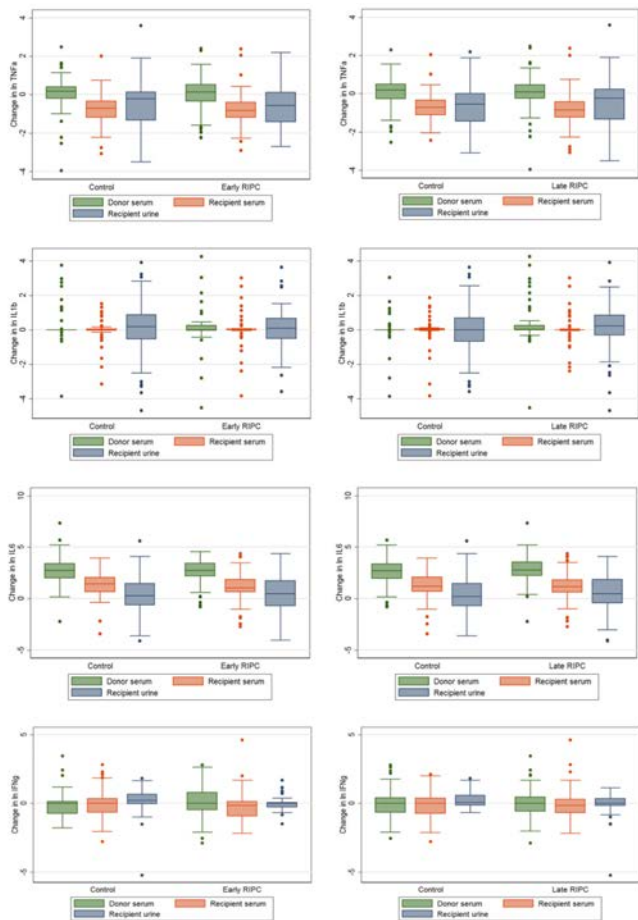 Change in ln TNFa
4
2
0
-2
-4
Control
Early RIPC
Donor serum
Recipient serum
Recipient urine
Change in ln TNFa
4
2
0
-2
-4
Control
Late RIPC
Donor serum
Recipient serum
Recipient urine
Change in ln IL1b
4
2
0
-2
-4
Control
Early RIPC
Donor serum
Recipient serum
Recipient urine
Change in ln IL1b
4
2
0
-2
-4
Control
Late RIPC
Donor serum
Recipient serum
Recipient urine
Change in ln IL6
10
5
0
-5
Control
Early RIPC
Donor serum
Recipient serum
Recipient urine
Change in ln IL6
10
5
0
-5
Control
Late RIPC
Donor serum
Recipient serum
Recipient urine
Change in ln IFNg
5
0
-5
Control
Early RIPC
Donor serum
Recipient serum
Recipient urine
Change in ln IFNg
5
0
-5
Control
Late RIPC
Donor serum
Recipient serum
Recipient urine